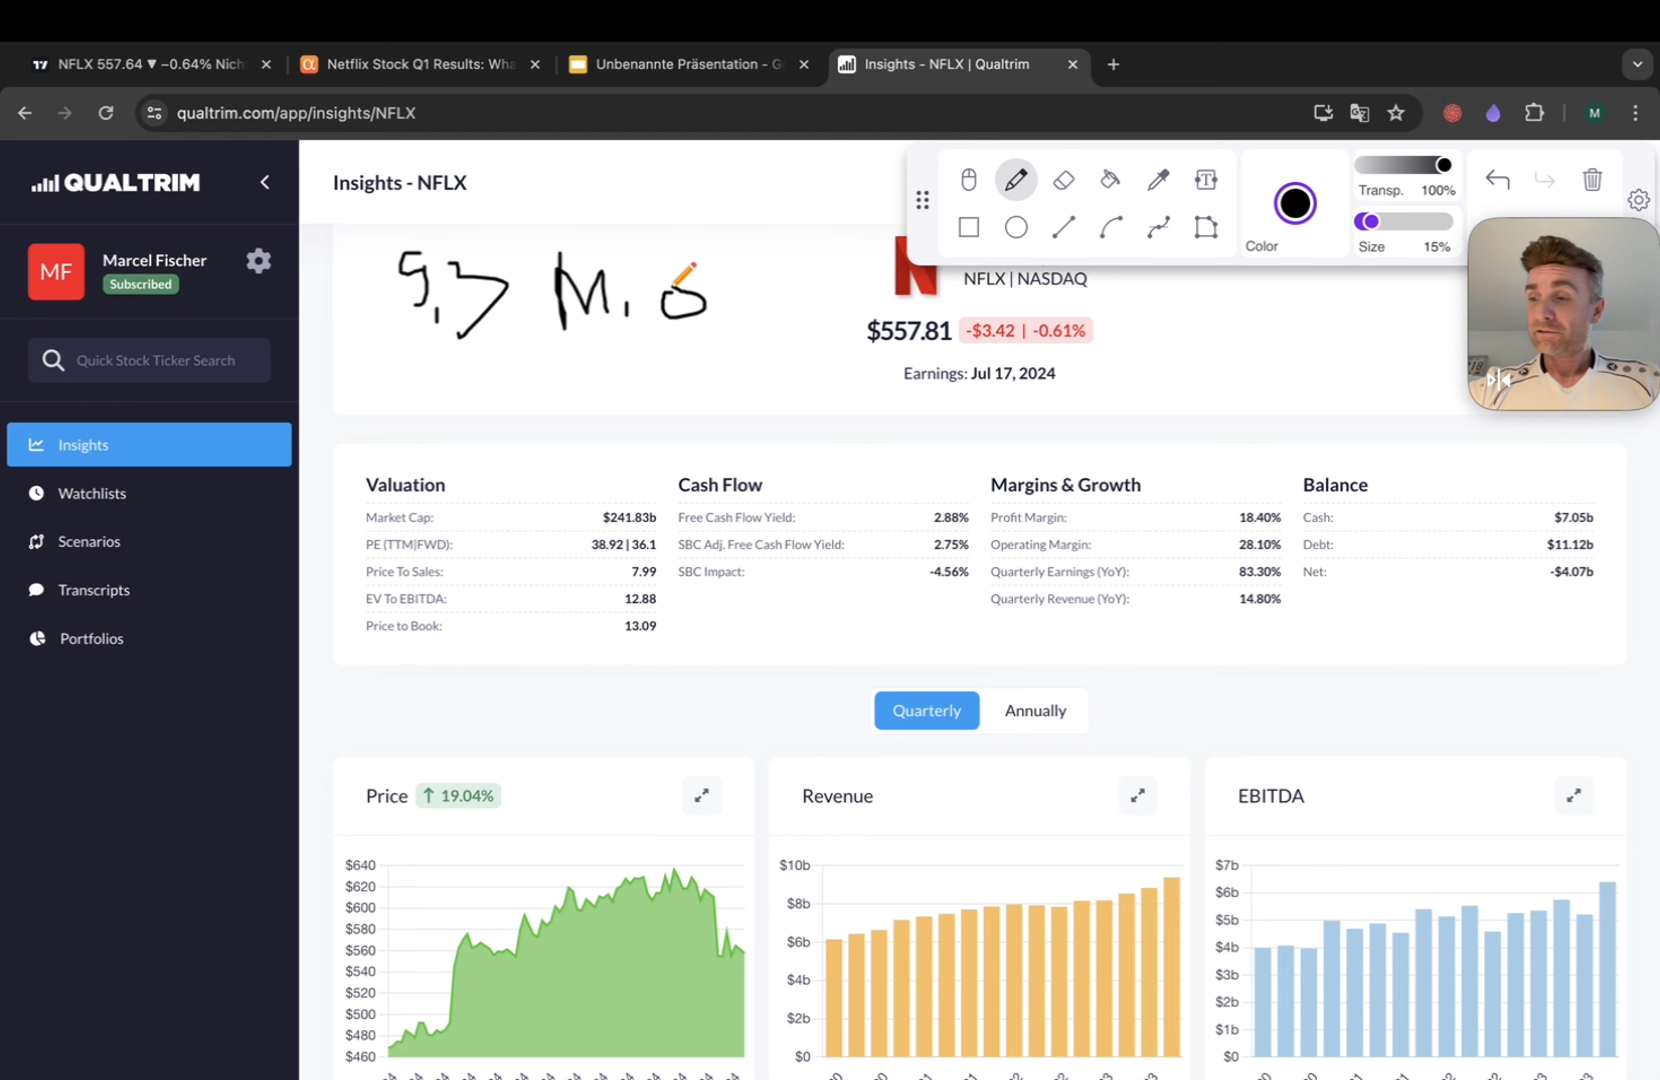 NFLX 557.64 ▼ −0.64% Nich
Netflix Stock Q1 Results: Wha
Unbenannte Präsentation - G
Insights - NFLX | Qualtrim
qualtrim.com/app/insights/NFLX
M
QUALTRIM
Insights - NFLX
Transp. 100%
Color
Size 15%
MF
Marcel Fischer
Subscribed
9,3 M.
NFLX | NASDAQ
$557.81 -$3.42 | -0.61%
Earnings: Jul 17, 2024
Quick Stock Ticker Search
Insights
Watchlists
Scenarios
Transcripts
Portfolios
Valuation
Market Cap: $241.83b
PE (TTM|FWD): 38.92 | 36.1
Price To Sales: 7.99
EV To EBITDA: 12.88
Price to Book: 13.09
Cash Flow
Free Cash Flow Yield: 2.88%
SBC Adj. Free Cash Flow Yield: 2.75%
SBC Impact: -4.56%
Margins & Growth
Profit Margin: 18.40%
Operating Margin: 28.10%
Quarterly Earnings (YoY): 83.30%
Quarterly Revenue (YoY): 14.80%
Balance
Cash: $7.05b
Debt: $11.12b
Net: -$4.07b
Quarterly Annually
Price ↑ 19.04%
$640
$620
$600
$580
$560
$540
$520
$500
$480
$460
Revenue
$10b
$8b
$6b
$4b
$2b
$0
EBITDA
$7b
$6b
$5b
$4b
$3b
$2b
$1b
$0